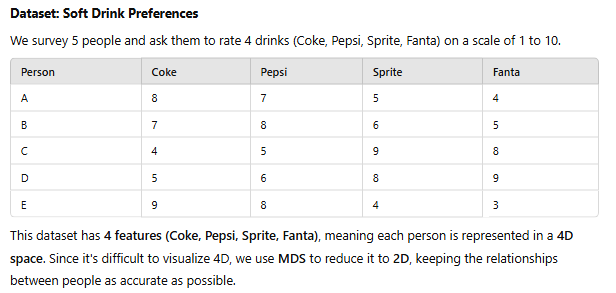 Dataset: Soft Drink Preferences
We survey 5 people and ask them to rate 4 drinks (Coke, Pepsi, Sprite, Fanta) on a scale of 1 to 10.
Person Coke Pepsi Sprite Fanta
A 8 7 5 4
B 7 8 6 5
C 4 5 9 8
D 5 6 8 9
E 9 8 4 3
This dataset has 4 features (Coke, Pepsi, Sprite, Fanta), meaning each person is represented in a 4D
space. Since it's difficult to visualize 4D, we use MDS to reduce it to 2D, keeping the relationships
between people as accurate as possible.